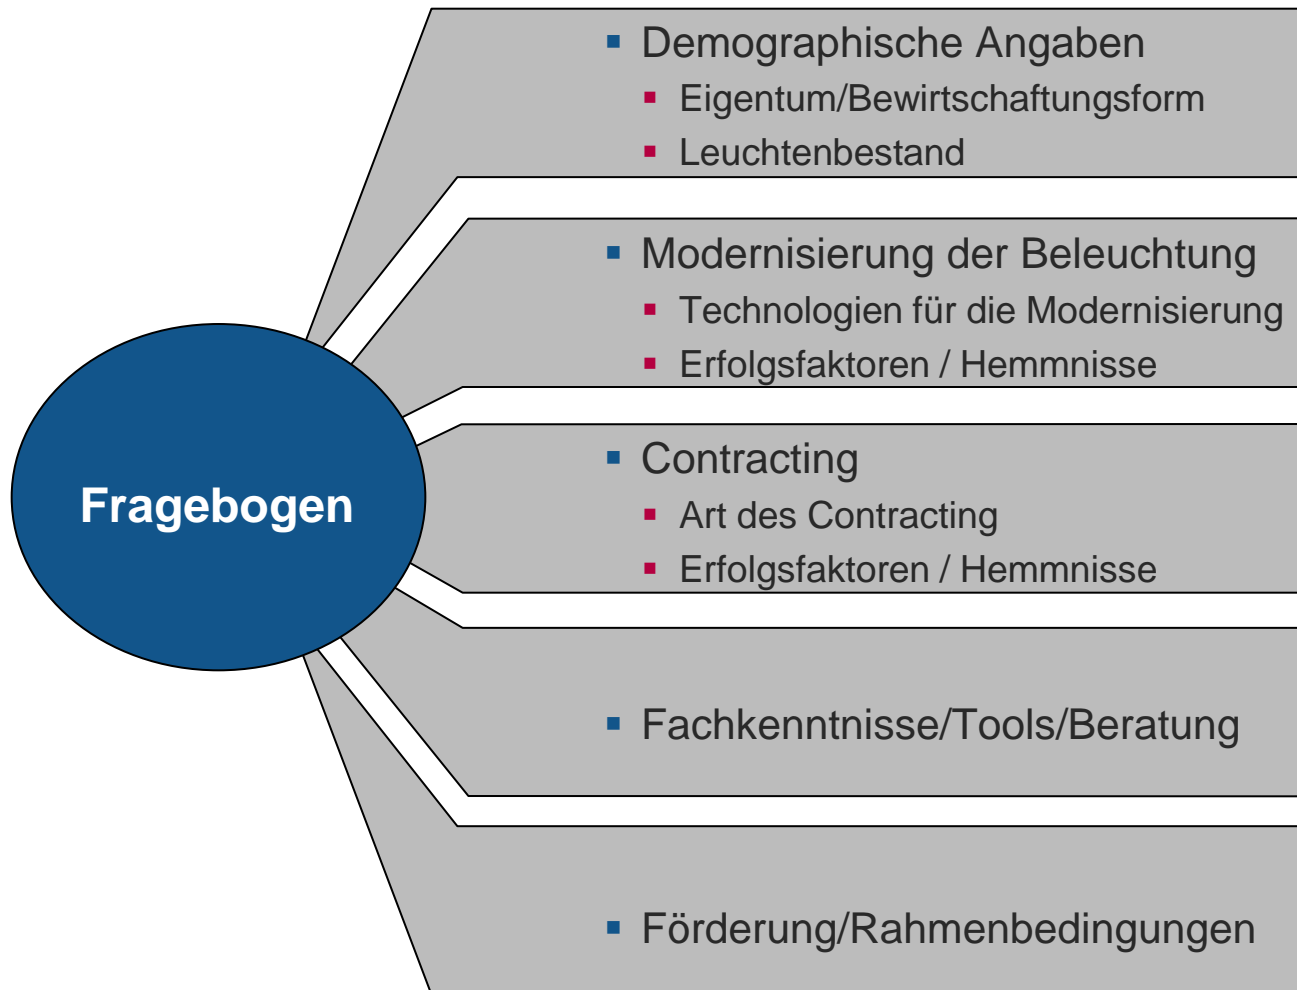 Fragebogen
Demographische Angaben
Eigentum/Bewirtschaftungsform
Leuchtenbestand
Modernisierung der Beleuchtung
Technologien für die Modernisierung
Erfolgsfaktoren / Hemmnisse
Contracting
Art des Contracting
Erfolgsfaktoren / Hemmnisse
Fachkenntnisse/Tools/Beratung
Förderung/Rahmenbedingungen